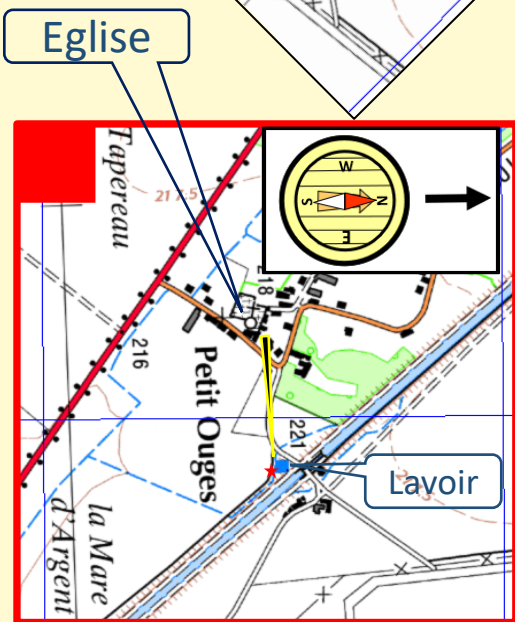 Eglise
Tapereau
217.5
W
S
N
E
218
216
Petit Ouges
221
Lavoir
la Mare
d'Argent